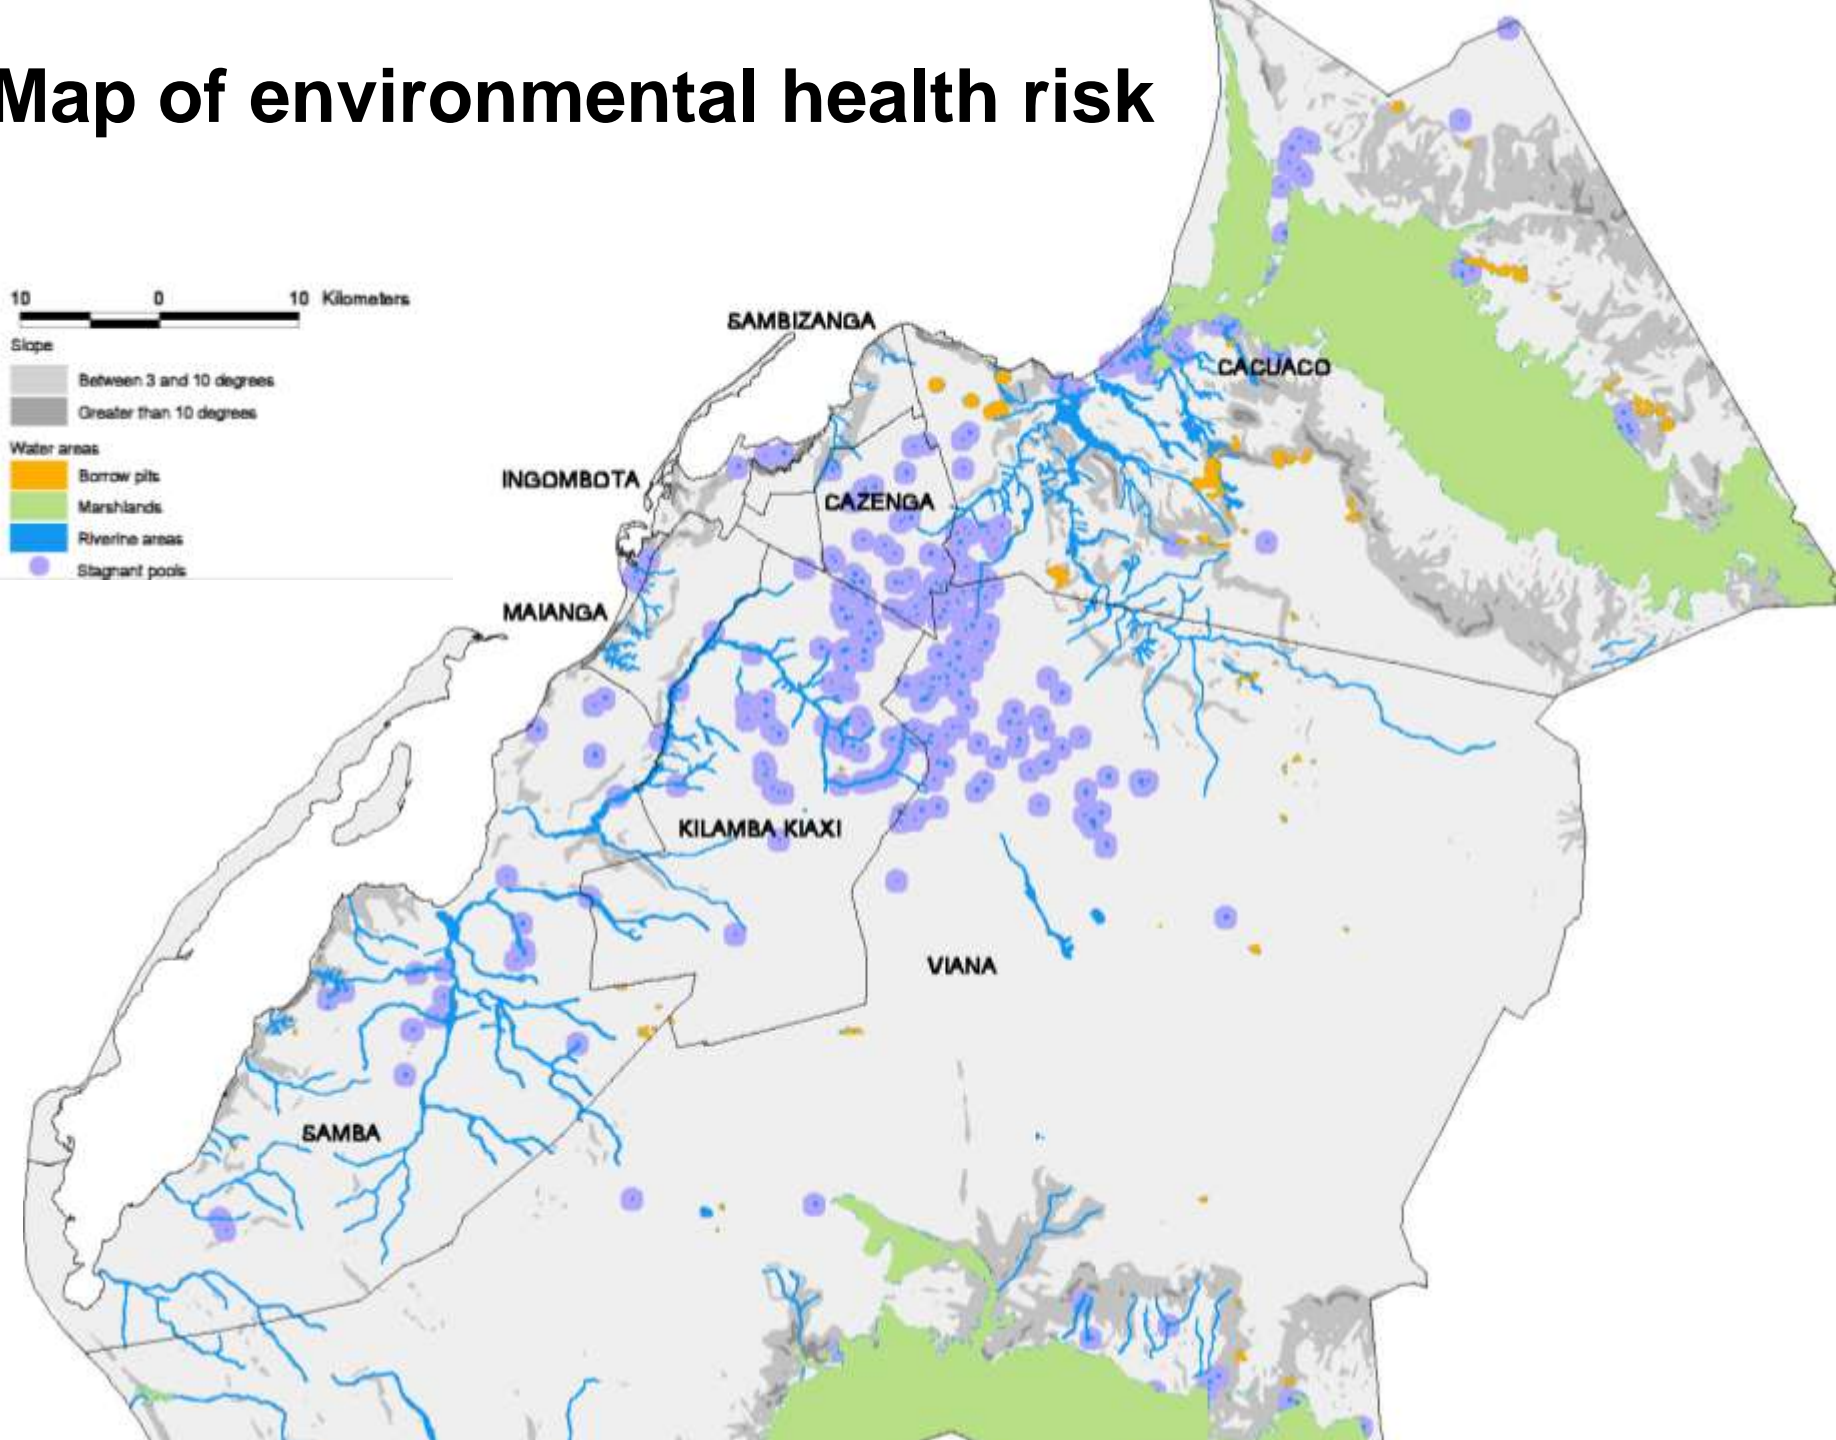 Map of environmental health risk
10 0 10 Kilometers
Slope
Between 3 and 10 degrees
Greater than 10 degrees
Water areas
Borrow pits
Marshlands
Riverine areas
Stagnant pools
SAMBIZANGA
CACUACO
INGOMBOTA
CAZENGA
MAIANGA
KILAMBA KIAXI
VIANA
SAMBA